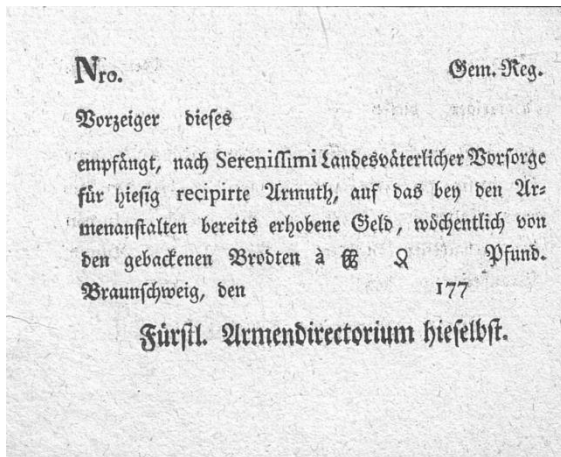 Nro. Gem. Reg.
Vorzeiger dieses
empfängt, nach Serenissimi Landesväterlicher Vorsorge
für hiesig recipirte Armuth, auf das bey den Ar=
menanstalten bereits erhobene Geld, wöchentlich von
den gebackenen Brodten à Pfund.
Braunschweig, den 177
Fürstl. Armendirectorium hieselbst.